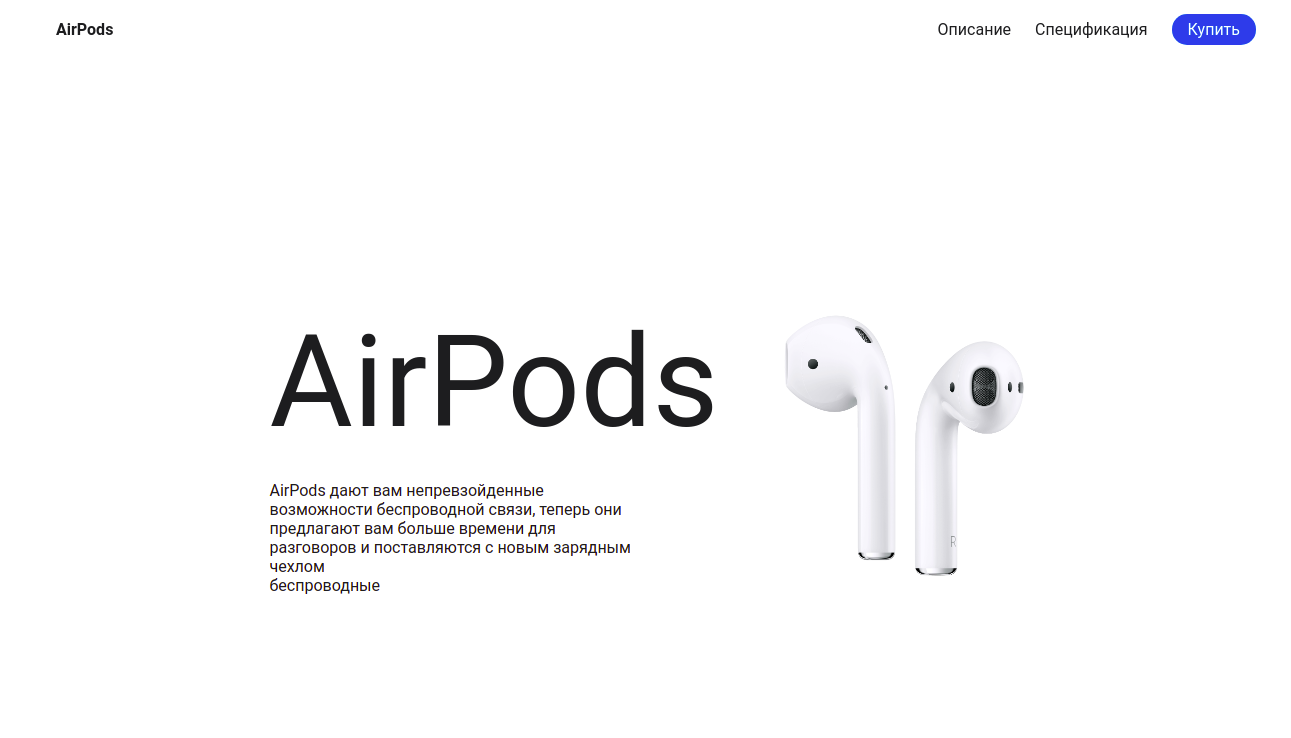 AirPods
Описание
Спецификация
Купить
AirPods
AirPods дают вам непревзойденные
возможности беспроводной связи, теперь они
предлагают вам больше времени для
разговоров и поставляются с новым зарядным
чехлом
беспроводные
R